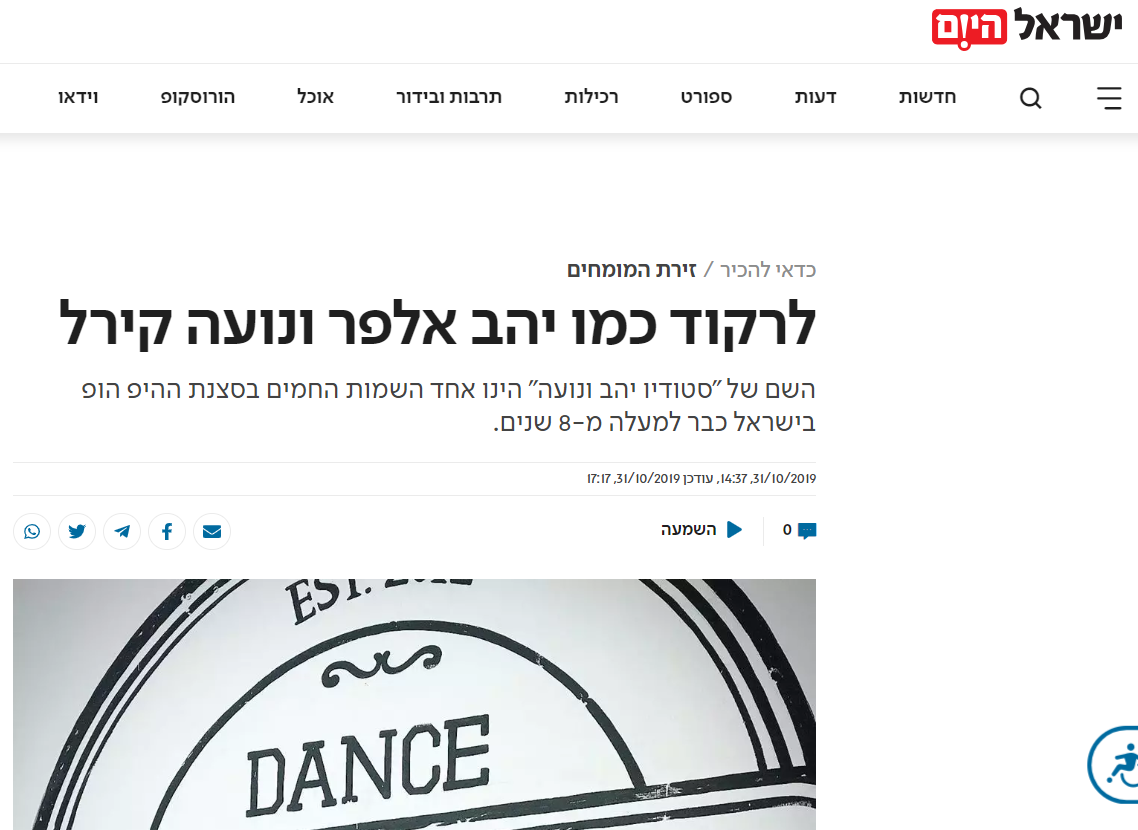 ישראל היום
חדשות דעות ספורט רכילות תרבות ובידור אוכל הורוסקופ וידאו
כדאי להכיר / זירת המומחים
לרקוד כמו יהב אלפר ונועה קירל
השם של "סטודיו יהב ונועה" הינו אחד השמות החמים בסצנת ההיפ הופ
בישראל כבר למעלה מ-8 שנים.
31/10/2019, 14:37, עודכן 31/10/2019, 17:17
0 השמעה
EST.
DANCE